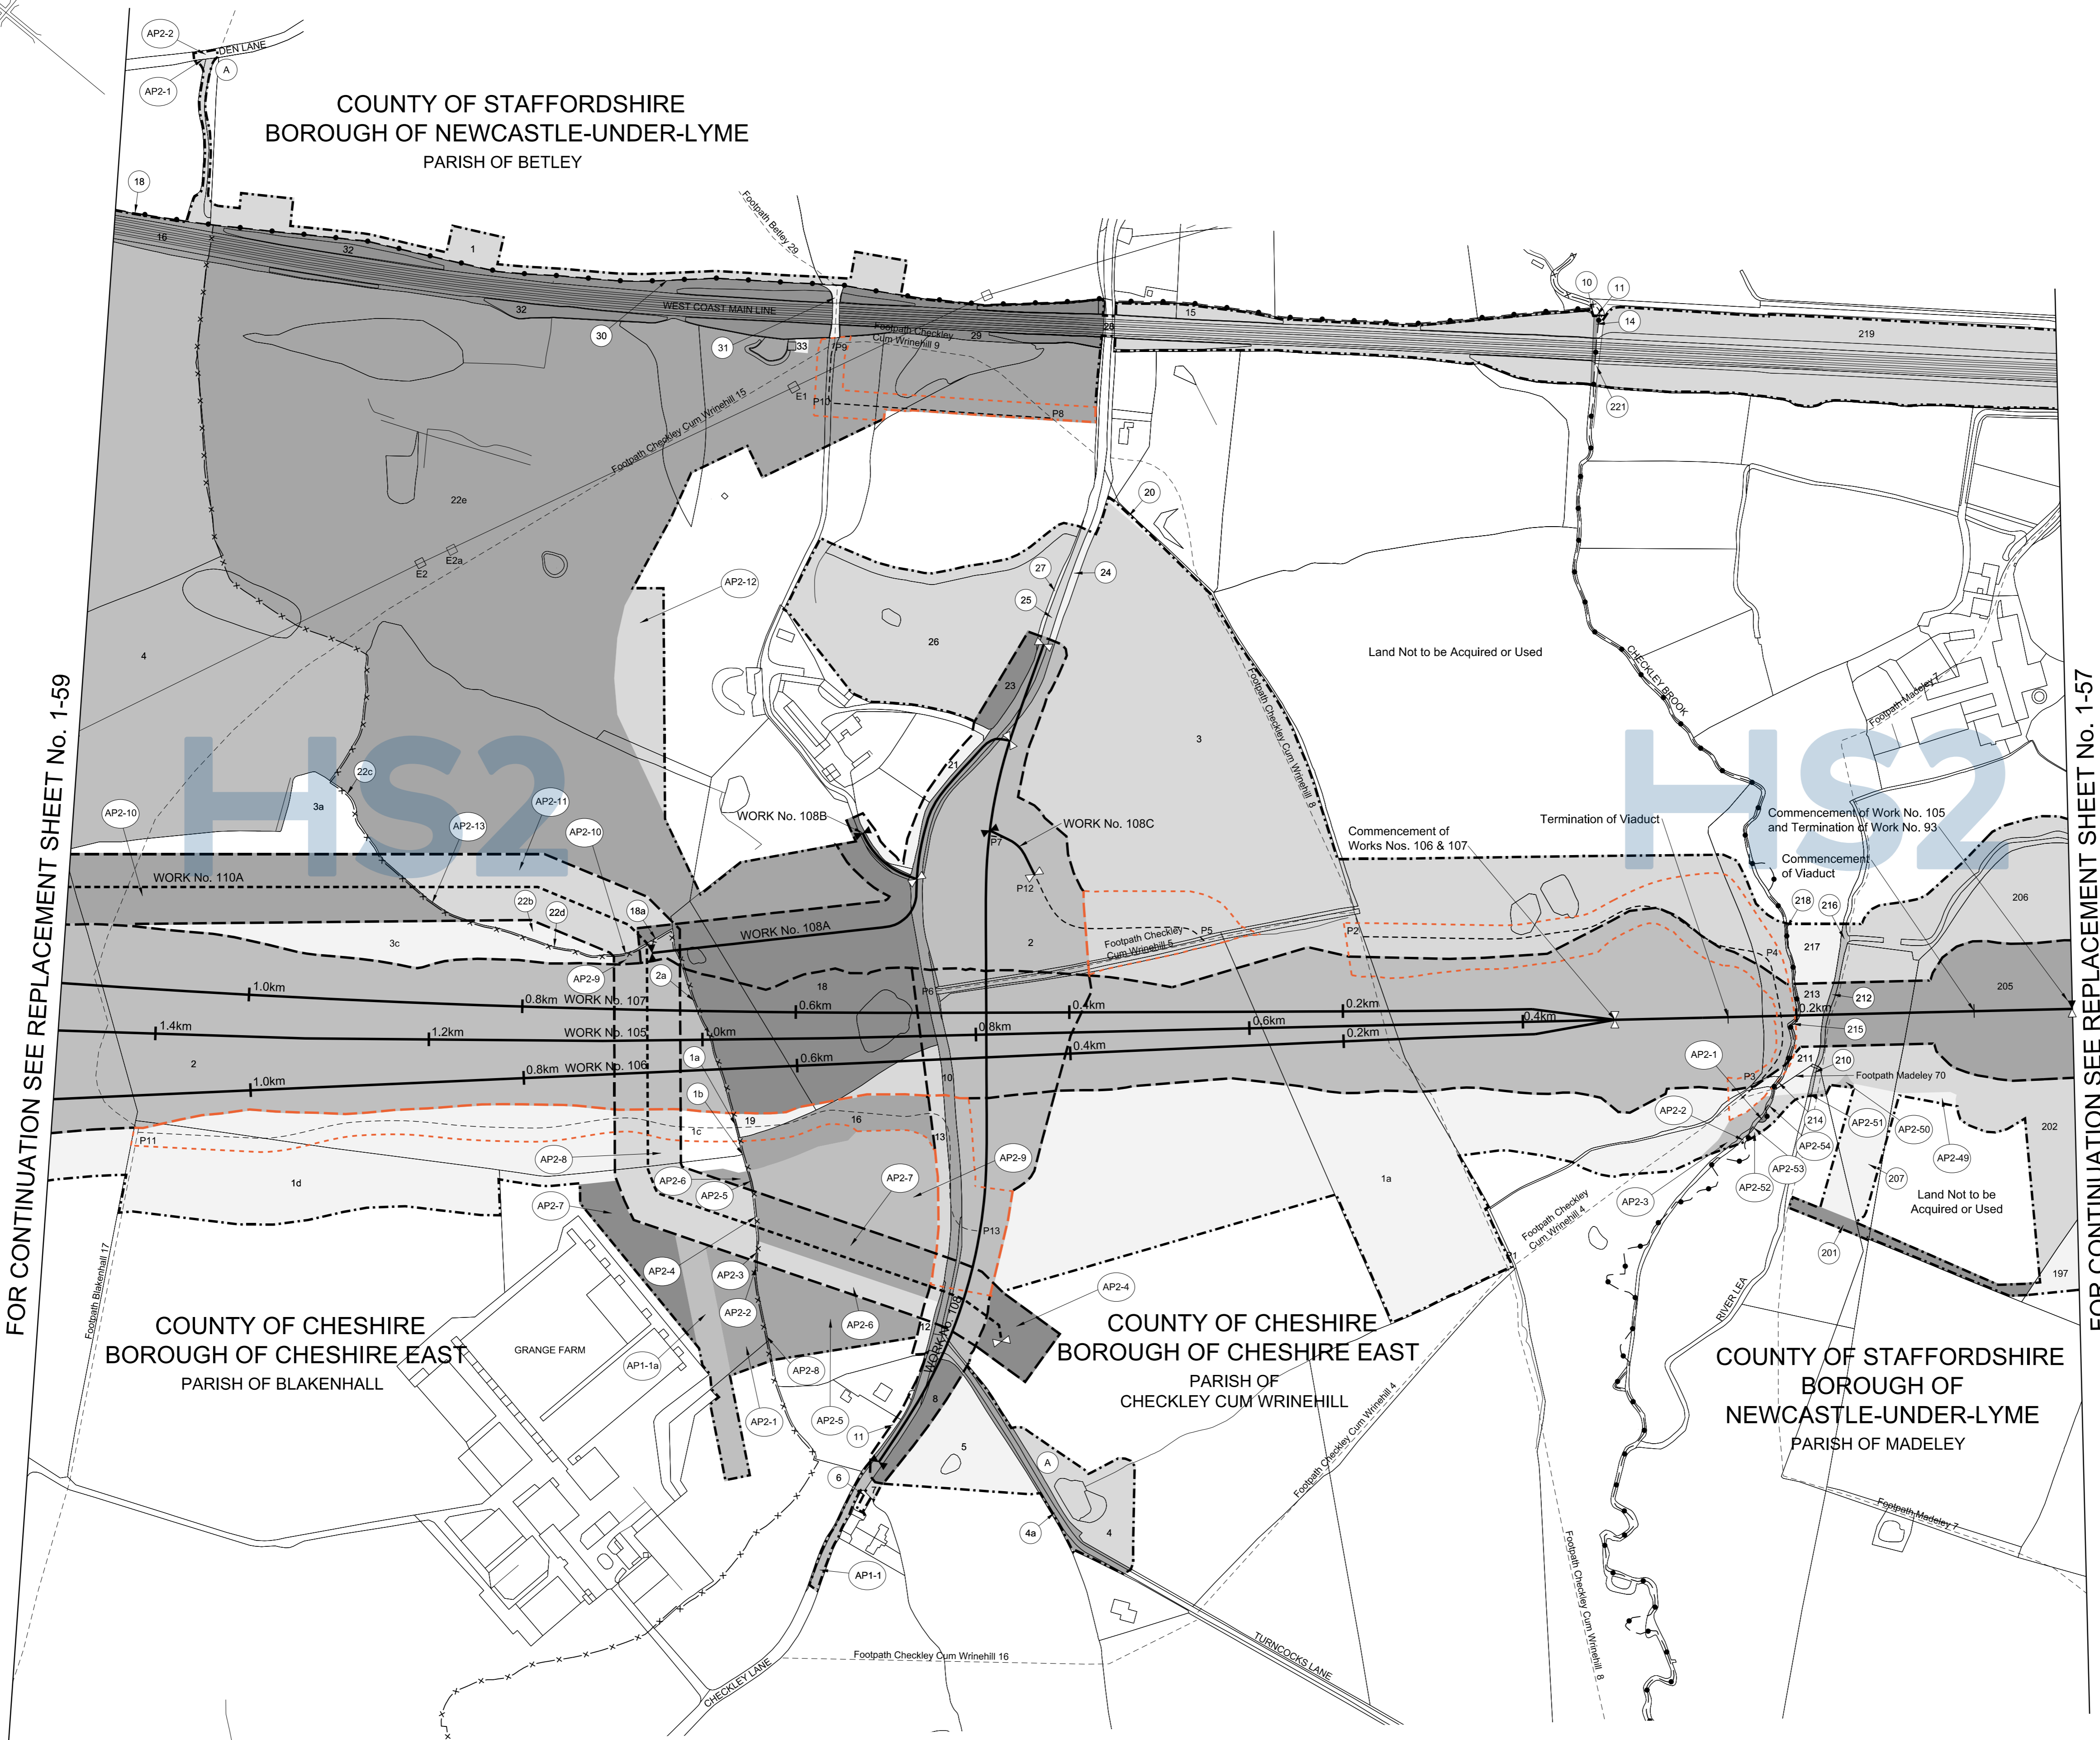 AP2-2
DEN LANE
A
AP2-1
COUNTY OF STAFFORDSHIRE
BOROUGH OF NEWCASTLE-UNDER-LYME
PARISH OF BETLEY
18
16
32
1
Footpath Betley 29
WEST COAST MAIN LINE
32
30
31
33
Footpath Checkley
Cum Wrinehill 9
P9
29
28
15
10
11
14
219
221
E1
P10
P8
Footpath Checkley Cum Wrinehill 15
22e
E2
E2a
20
AP2-12
27
24
25
26
4
23
3
Land Not to be Acquired or Used
CHECKLEY BROOK
Footpath Checkley Cum Wrinehill 8
Footpath Madeley 7
FOR CONTINUATION SEE REPLACEMENT SHEET No. 1-59
FOR CONTINUATION SEE REPLACEMENT SHEET No. 1-57
HS2
HS2
22c
3a
21
AP2-10
AP2-11
AP2-13
AP2-10
WORK No. 108B
WORK No. 108C
P7
P12
Commencement of
Works Nos. 106 & 107
Termination of Viaduct
Commencement of Work No. 105
and Termination of Work No. 93
Commencement
of Viaduct
WORK No. 110A
22b
22d
18a
3c
AP2-9
2a
WORK No. 108A
18
2
Footpath Checkley
Cum Wrinehill 5
P5
P6
P2
P4
218
216
217
206
205
213
212
215
1.0km
0.8km
WORK No. 107
0.6km
0.4km
0.2km
1.4km
1.2km
WORK No. 105
1.0km
0.8km
0.6km
0.4km
0.2km
1.0km
0.8km
WORK No. 106
0.6km
0.4km
0.2km
2
1a
1b
10
AP2-1
P3
211
210
Footpath Madeley 70
19
1c
16
13
P11
AP2-2
214
AP2-51
AP2-50
AP2-54
AP2-49
202
AP2-8
AP2-6
AP2-5
AP2-7
AP2-9
1d
1a
AP2-53
AP2-52
AP2-3
207
Land Not to be
Acquired or Used
AP2-7
P13
P1
Footpath Checkley
Cum Wrinehill 4
201
197
Footpath Blakenhall 17
AP2-4
AP2-3
AP2-2
AP2-4
RIVER LEA
COUNTY OF CHESHIRE
BOROUGH OF CHESHIRE EAST
PARISH OF BLAKENHALL
GRANGE FARM
AP1-1a
AP2-6
12
WORK No. 108
COUNTY OF CHESHIRE
BOROUGH OF CHESHIRE EAST
PARISH OF
CHECKLEY CUM WRINEHILL
COUNTY OF STAFFORDSHIRE
BOROUGH OF
NEWCASTLE-UNDER-LYME
PARISH OF MADELEY
AP2-8
AP2-1
AP2-5
11
8
5
A
6
7
4a
4
AP1-1
Footpath Checkley Cum Wrinehill 4
Footpath Madeley 7
Footpath Checkley Cum Wrinehill 8
Footpath Checkley Cum Wrinehill 16
CHECKLEY LANE
TURNCOCKS LANE